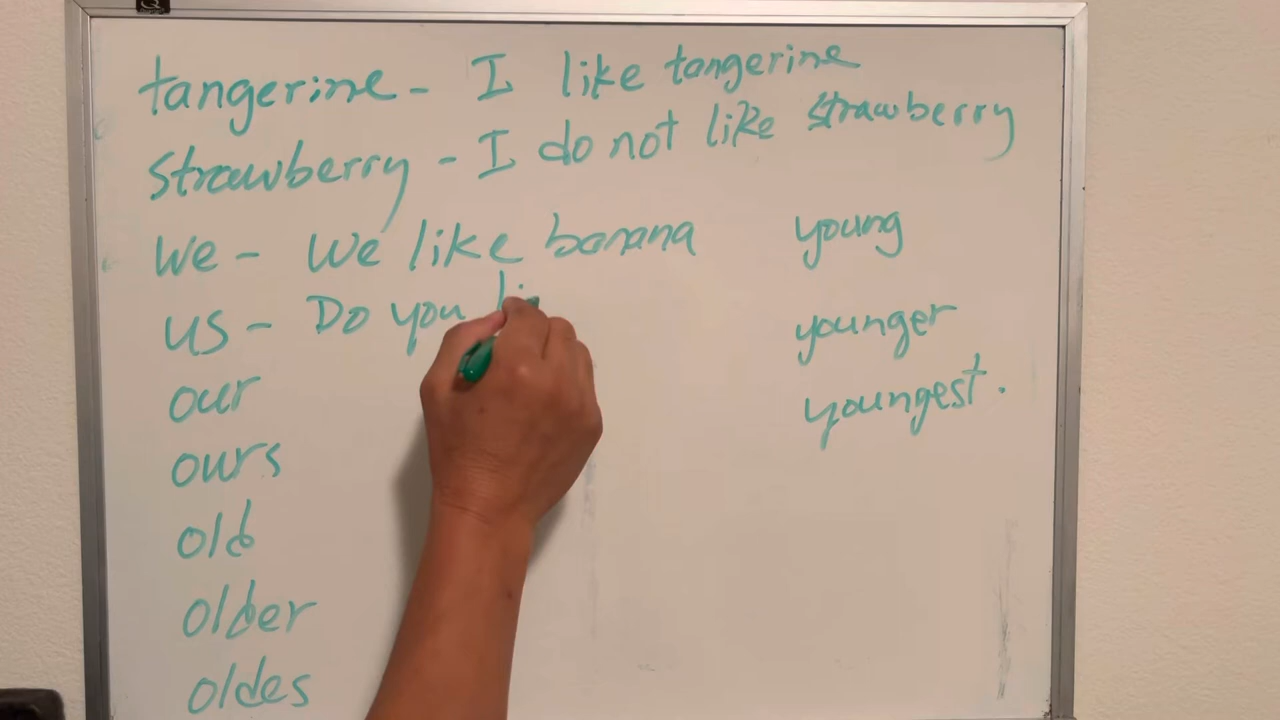 tangerine - I like tangerine
strawberry - I do not like strawberry
we - we like banana
us - Do you li
our
ours
old
older
oldes
young
younger
youngest.